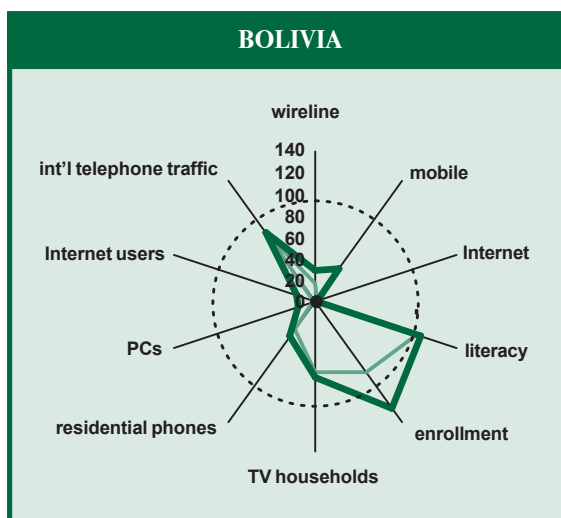 BOLIVIA
wireline
140
120
100
80
60
40
20
0
mobile
Internet
literacy
enrollment
TV households
residential phones
PCs
Internet users
int’l telephone traffic